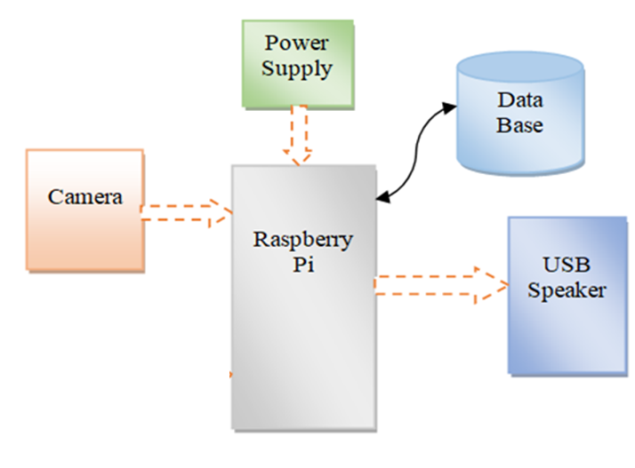 Power
Supply
Data
Base
Camera
Raspberry
Pi
USB
Speaker